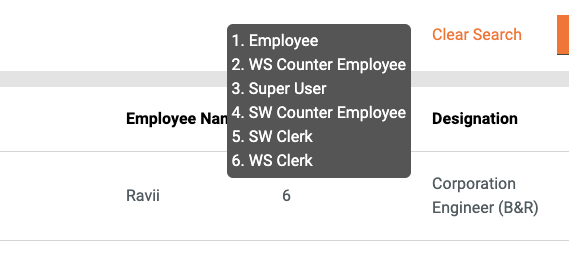 Clear Search
1. Employee
2. WS Counter Employee
3. Super User
4. SW Counter Employee
5. SW Clerk
6. WS Clerk
Employee Nan Designation
Ravii 6 Corporation
Engineer (B&R)